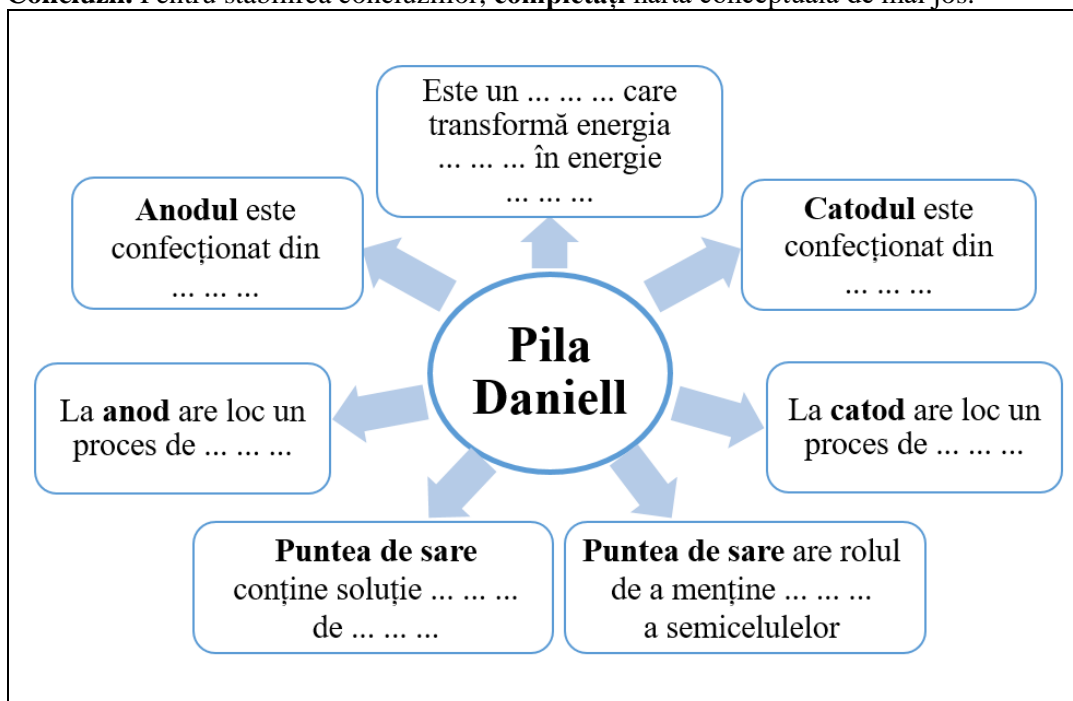 Concluzii. Pentru stabilirea concluziilor, completați harta conceptuală de mai jos.
Este un ... ... ... care
transformă energia
... ... ... în energie
... ... ...
Anodul este
confecționat din
... ... ...
Catodul este
confecționat din
... ... ...
Pila
Daniell
La anod are loc un
proces de ... ... ...
La catod are loc un
proces de ... ... ...
Puntea de sare
conține soluție ... ... ...
de ... ... ...
Puntea de sare are rolul
de a menține ... ... ...
a semicelulelor